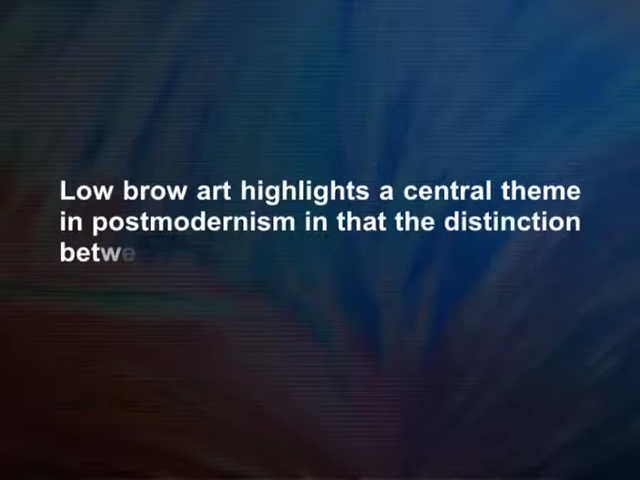 Low brow art highlights a central theme
in postmodernism in that the distinction
betwe